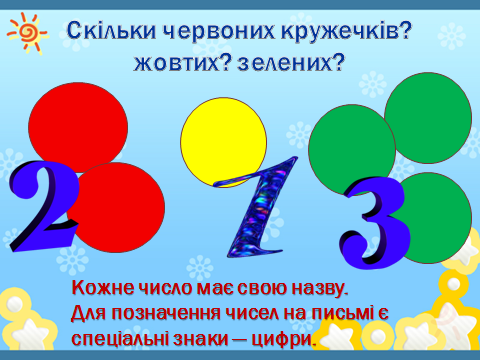 Скільки червоних кружечків?
жовтих? зелених?
2 1 3
Кожне число має свою назву.
Для позначення чисел на письмі є
спеціальні знаки — цифри.